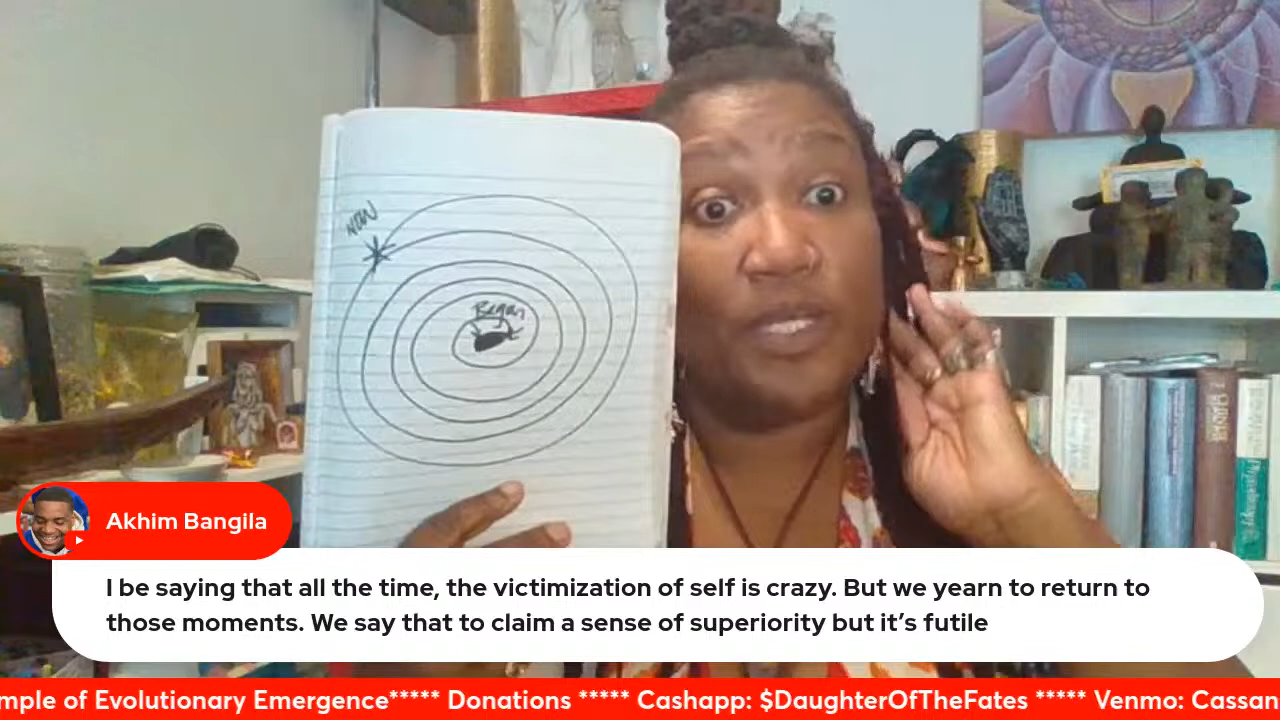 NOW
Began
Akhim Bangila
I be saying that all the time, the victimization of self is crazy. But we yearn to return to
those moments. We say that to claim a sense of superiority but it's futile
mple of Evolutionary Emergence***** Donations ***** Cashapp: $DaughterOfTheFates ***** Venmo: Cassan